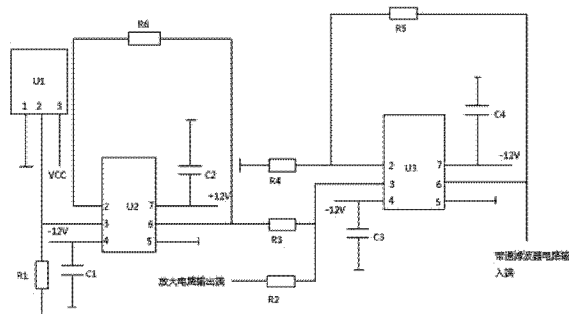 R6
R5
U1
1 2 3
C4
U3
C2
2 7
-12V
R4
VCC
U2
3 6
2 7
+12V
-12V
4 5
3 6
-12V
R3
4 5
C3
R1
C1
放大电路输出端
带通滤波器电路输
入端
R2